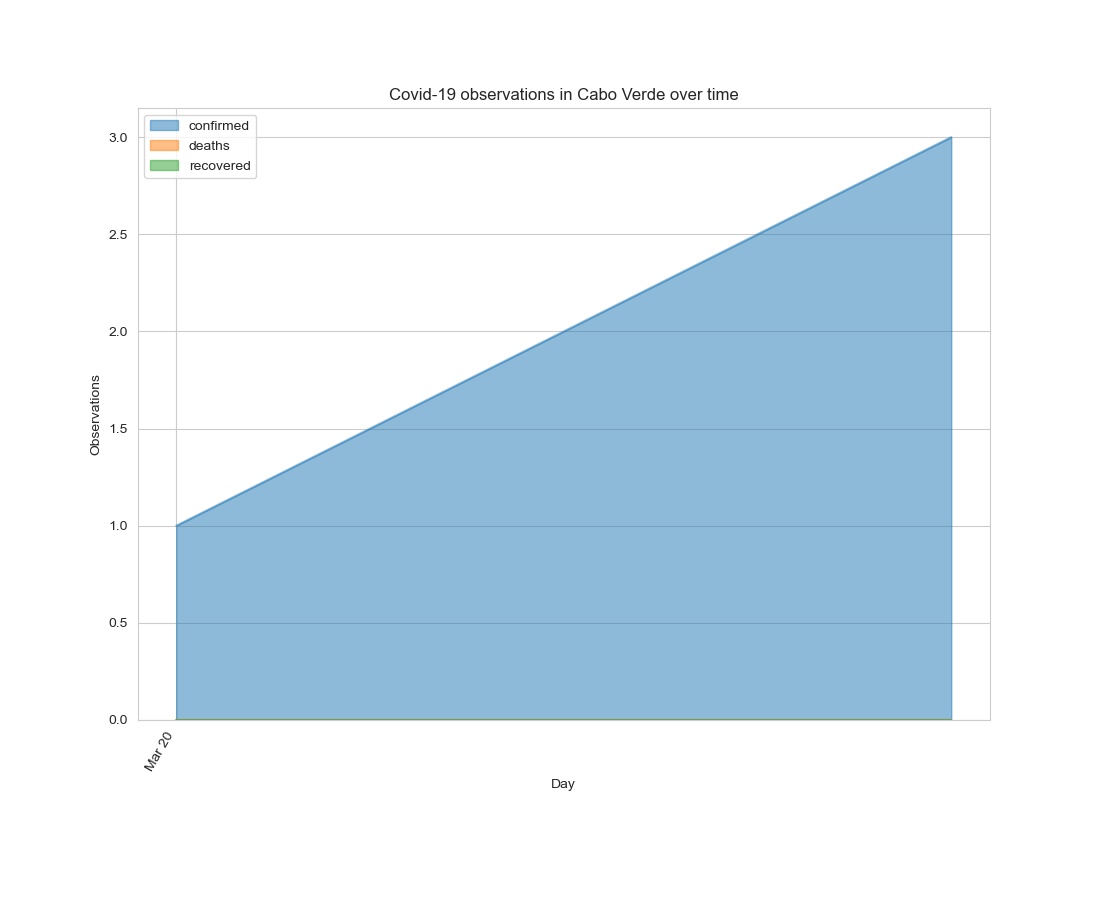 Covid-19 observations in Cabo Verde over time
confirmed
deaths
recovered
3.0
2.5
2.0
1.5
1.0
0.5
0.0
Observations
Mar 20
Day